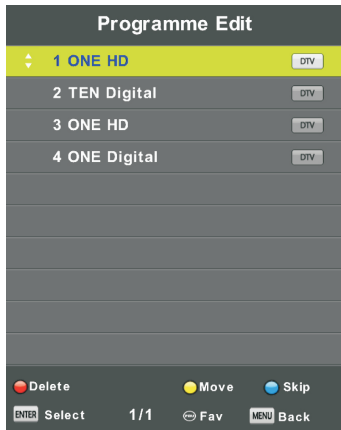 Programme Edit
1 ONE HD DTV
2 TEN Digital DTV
3 ONE HD DTV
4 ONE Digital DTV
Delete Move Skip
ENTER Select 1/1 Fav MENU Back